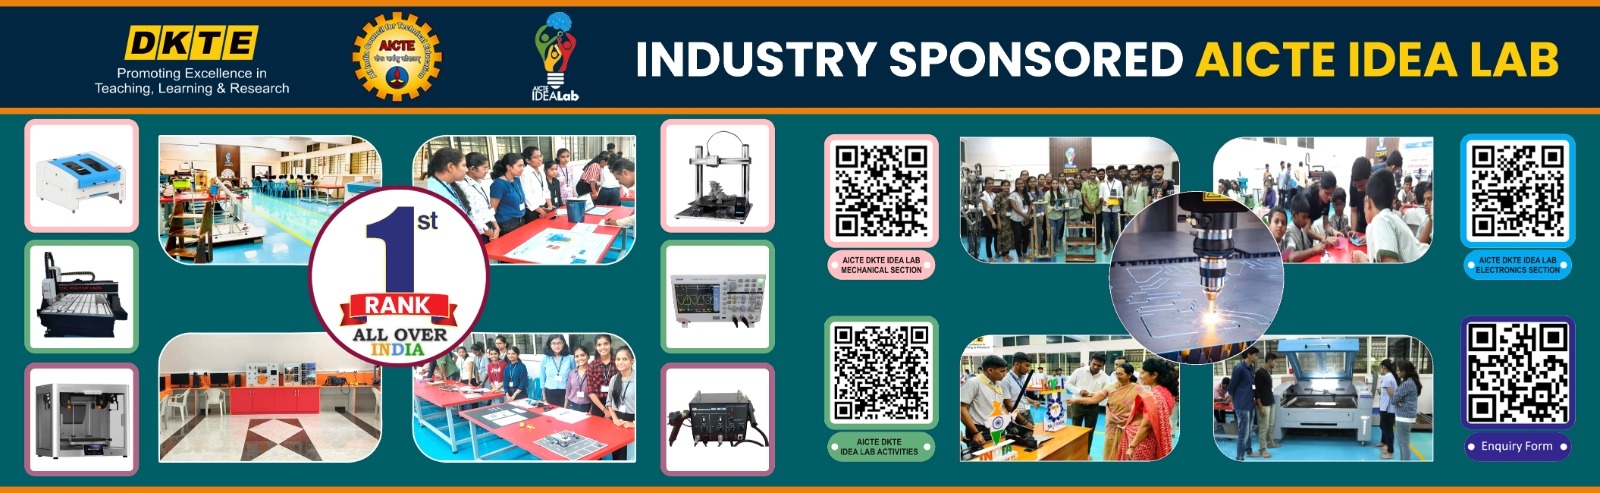 DKTE
Promoting Excellence in
Teaching, Learning & Research
All India Council for Technical Education
AICTE
AICTE
IDEALab
INDUSTRY SPONSORED AICTE IDEA LAB
1st
RANK
ALL OVER
INDIA
AICTE DKTE IDEA LAB
MECHANICAL SECTION
AICTE DKTE IDEA LAB
ELECTRONICS SECTION
AICTE DKTE
IDEA LAB ACTIVITIES
Enquiry Form